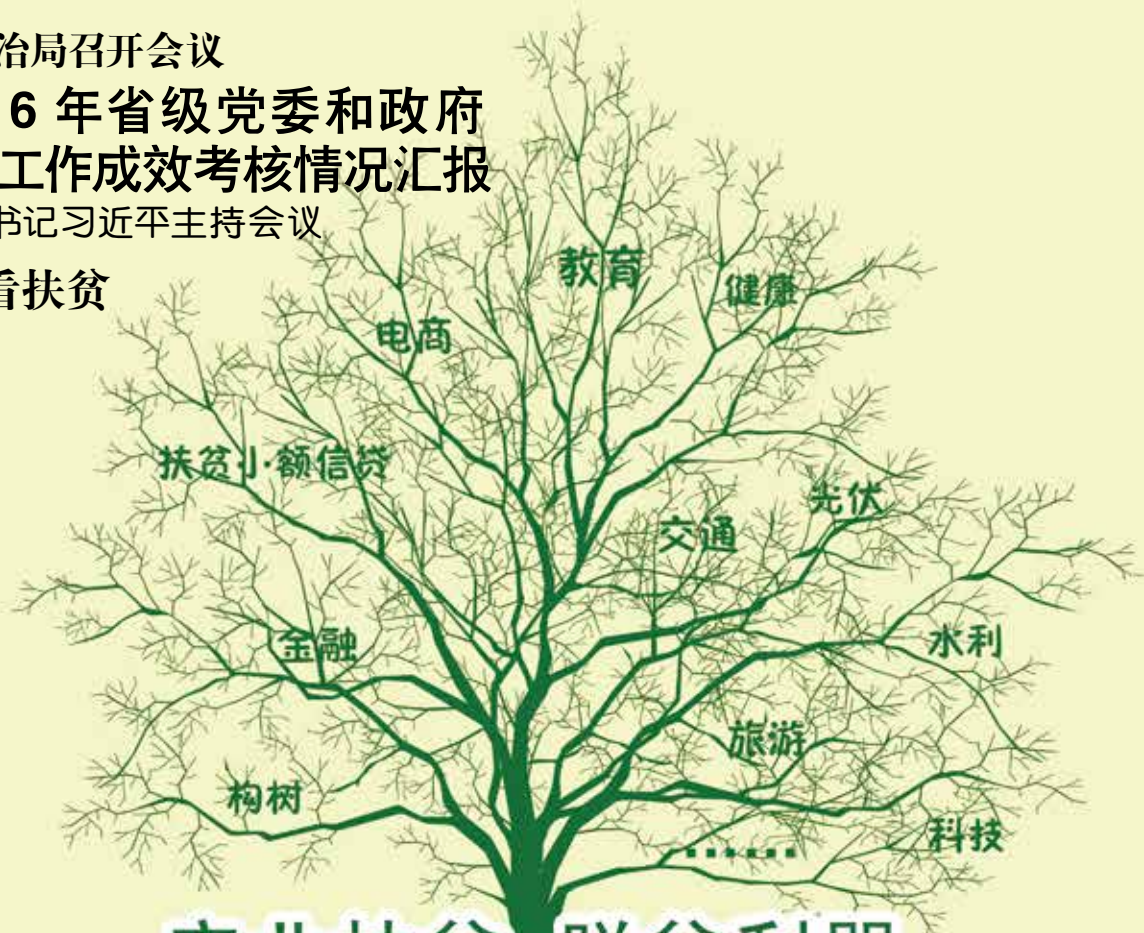 治局召开会议
6 年省级党委和政府
工作成效考核情况汇报
书记习近平主持会议
看扶贫
教育
健康
电商
扶贫小额信贷
光伏
交通
金融
水利
旅游
构树
科技
······